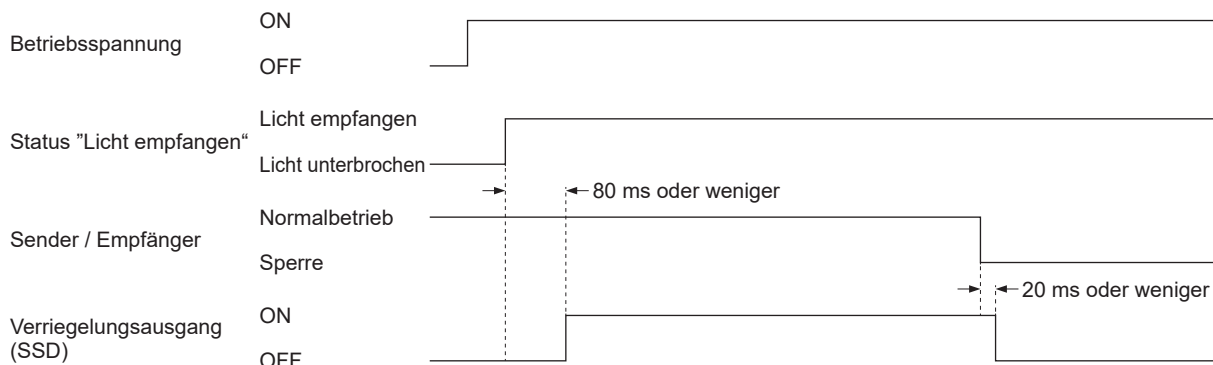 ON
Betriebsspannung
OFF
Licht empfangen
Status ”Licht empfangen“
Licht unterbrochen
80 ms oder weniger
Normalbetrieb
Sender / Empfänger
Sperre
20 ms oder weniger
ON
Verriegelungsausgang
(SSD)
OFF